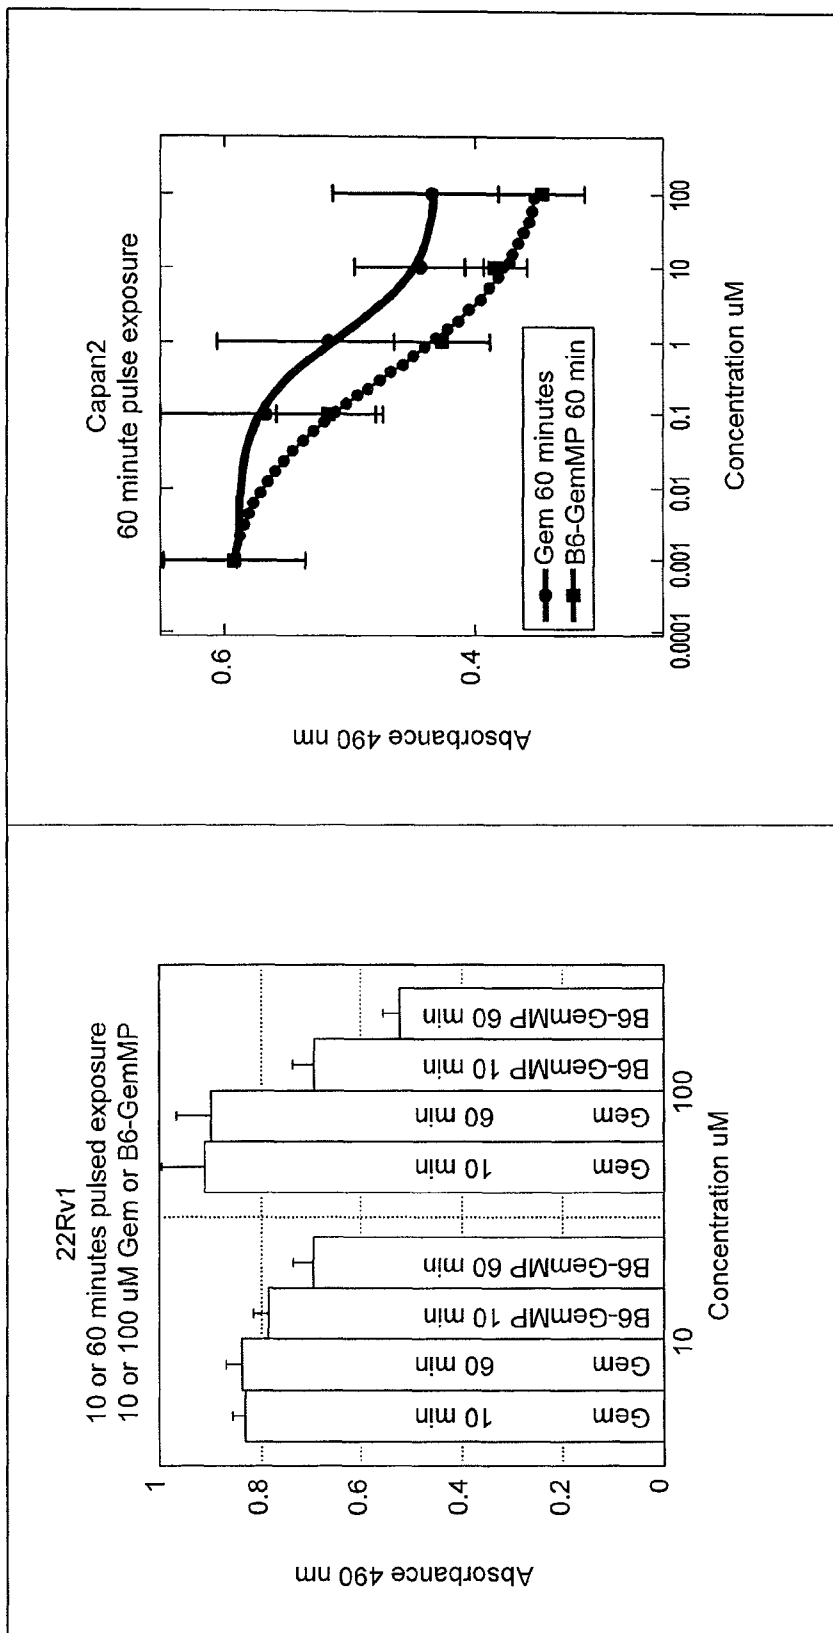 22Rv1
10 or 60 minutes pulsed exposure
10 or 100 uM Gem or B6-GemMP
Absorbance 490 nm
1
0.8
0.6
0.4
0.2
0
Gem 10 min
Gem 60 min
B6-GemMP 10 min
B6-GemMP 60 min
Gem 10 min
Gem 60 min
B6-GemMP 10 min
B6-GemMP 60 min
10
100
Concentration uM
Capan2
60 minute pulse exposure
Absorbance 490 nm
0.6
0.4
Gem 60 minutes
B6-GemMP 60 min
0.0001 0.001 0.01 0.1 1 10 100
Concentration uM